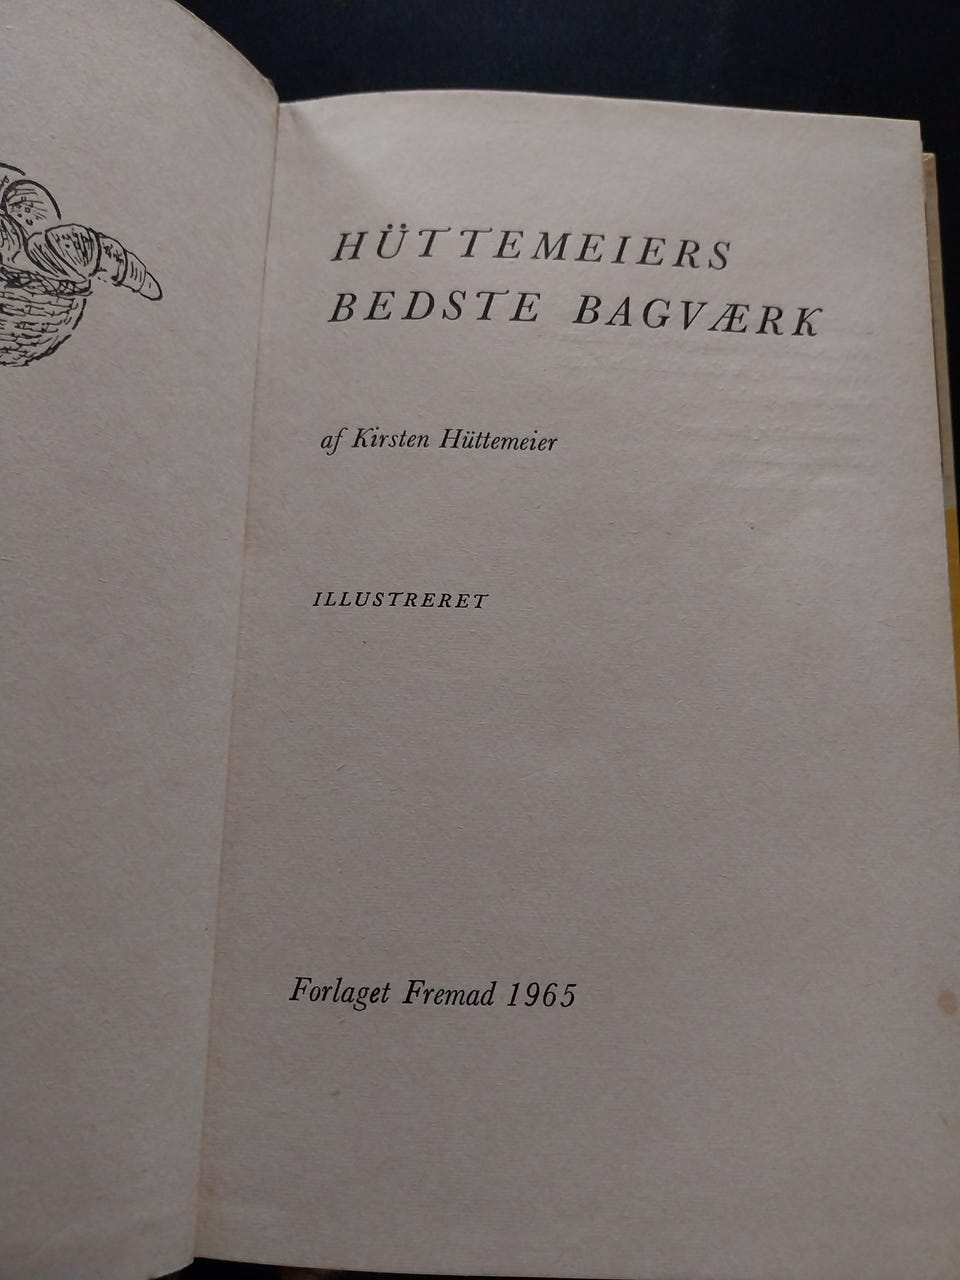 HÜTTEMEIERS
BEDSTE BAGVÆRK
af Kirsten Hüttemeier
ILLUSTRERET
Forlaget Fremad 1965